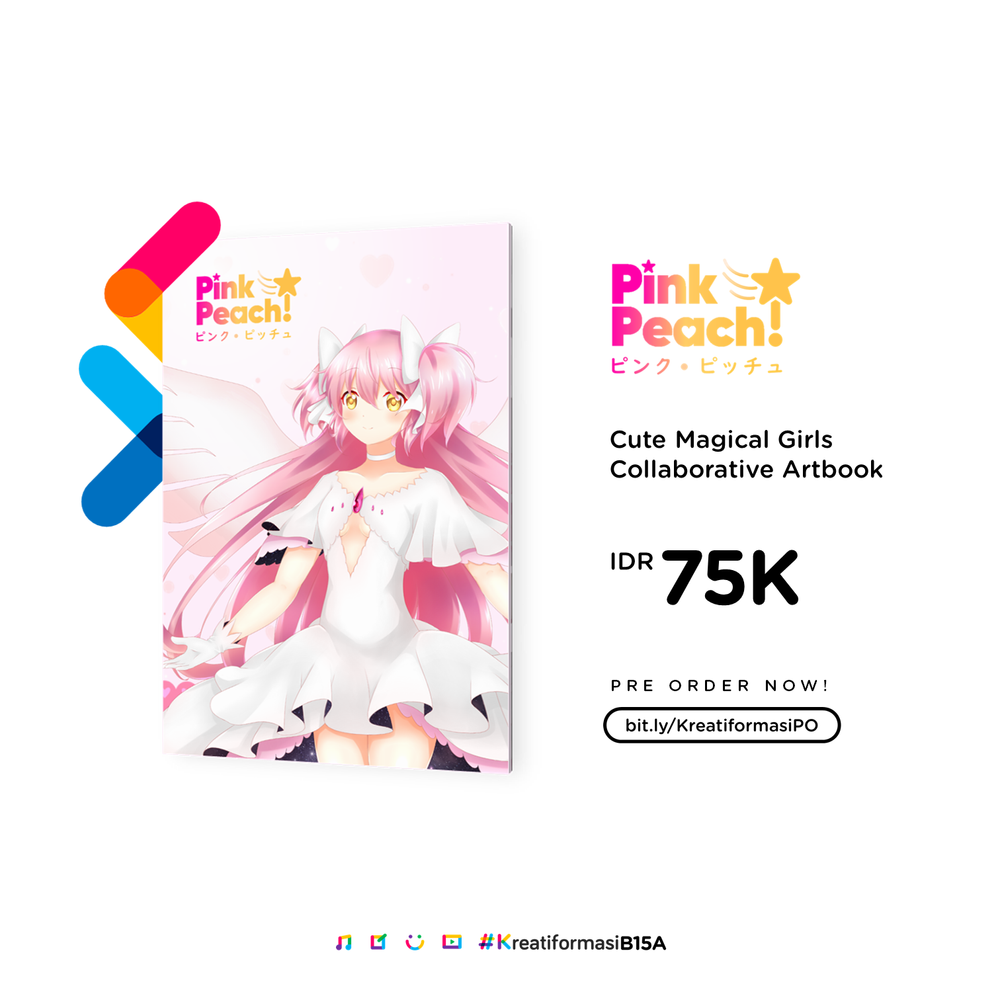 Pink
Peach!
ピンク・ピッチュ
Pink
Peach!
ピンク・ピッチュ
Cute Magical Girls
Collaborative Artbook
IDR 75K
PRE ORDER NOW!
bit.ly/KreatiformasiPO
#KreatiformasiB15A